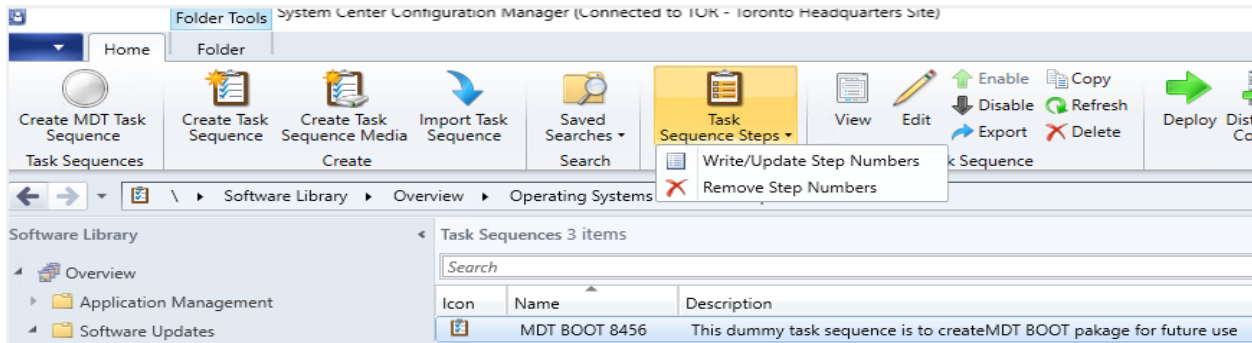 Folder Tools System Center Configuration Manager (Connected to TOR - Toronto Headquarters Site)
Home Folder
Create MDT Task Sequence
Create Task Sequence
Create Task Sequence Media
Import Task Sequence
Saved Searches
Task Sequence Steps
View
Edit
Enable
Disable
Export
Copy
Refresh
Delete
Deploy
Task Sequences
Create
Search
Sequence
Write/Update Step Numbers
Remove Step Numbers
\ Software Library Overview Operating Systems
Software Library
Overview
Application Management
Software Updates
Task Sequences 3 items
Search
Icon Name Description
MDT BOOT 8456 This dummy task sequence is to createMDT BOOT pakage for future use